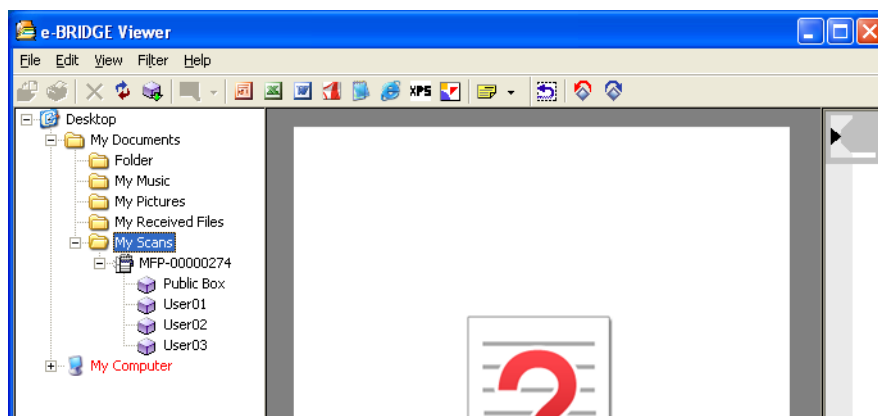 e-BRIDGE Viewer
File Edit View Filter Help
XPS
Desktop
My Documents
Folder
My Music
My Pictures
My Received Files
My Scans
MFP-00000274
Public Box
User01
User02
User03
My Computer
?